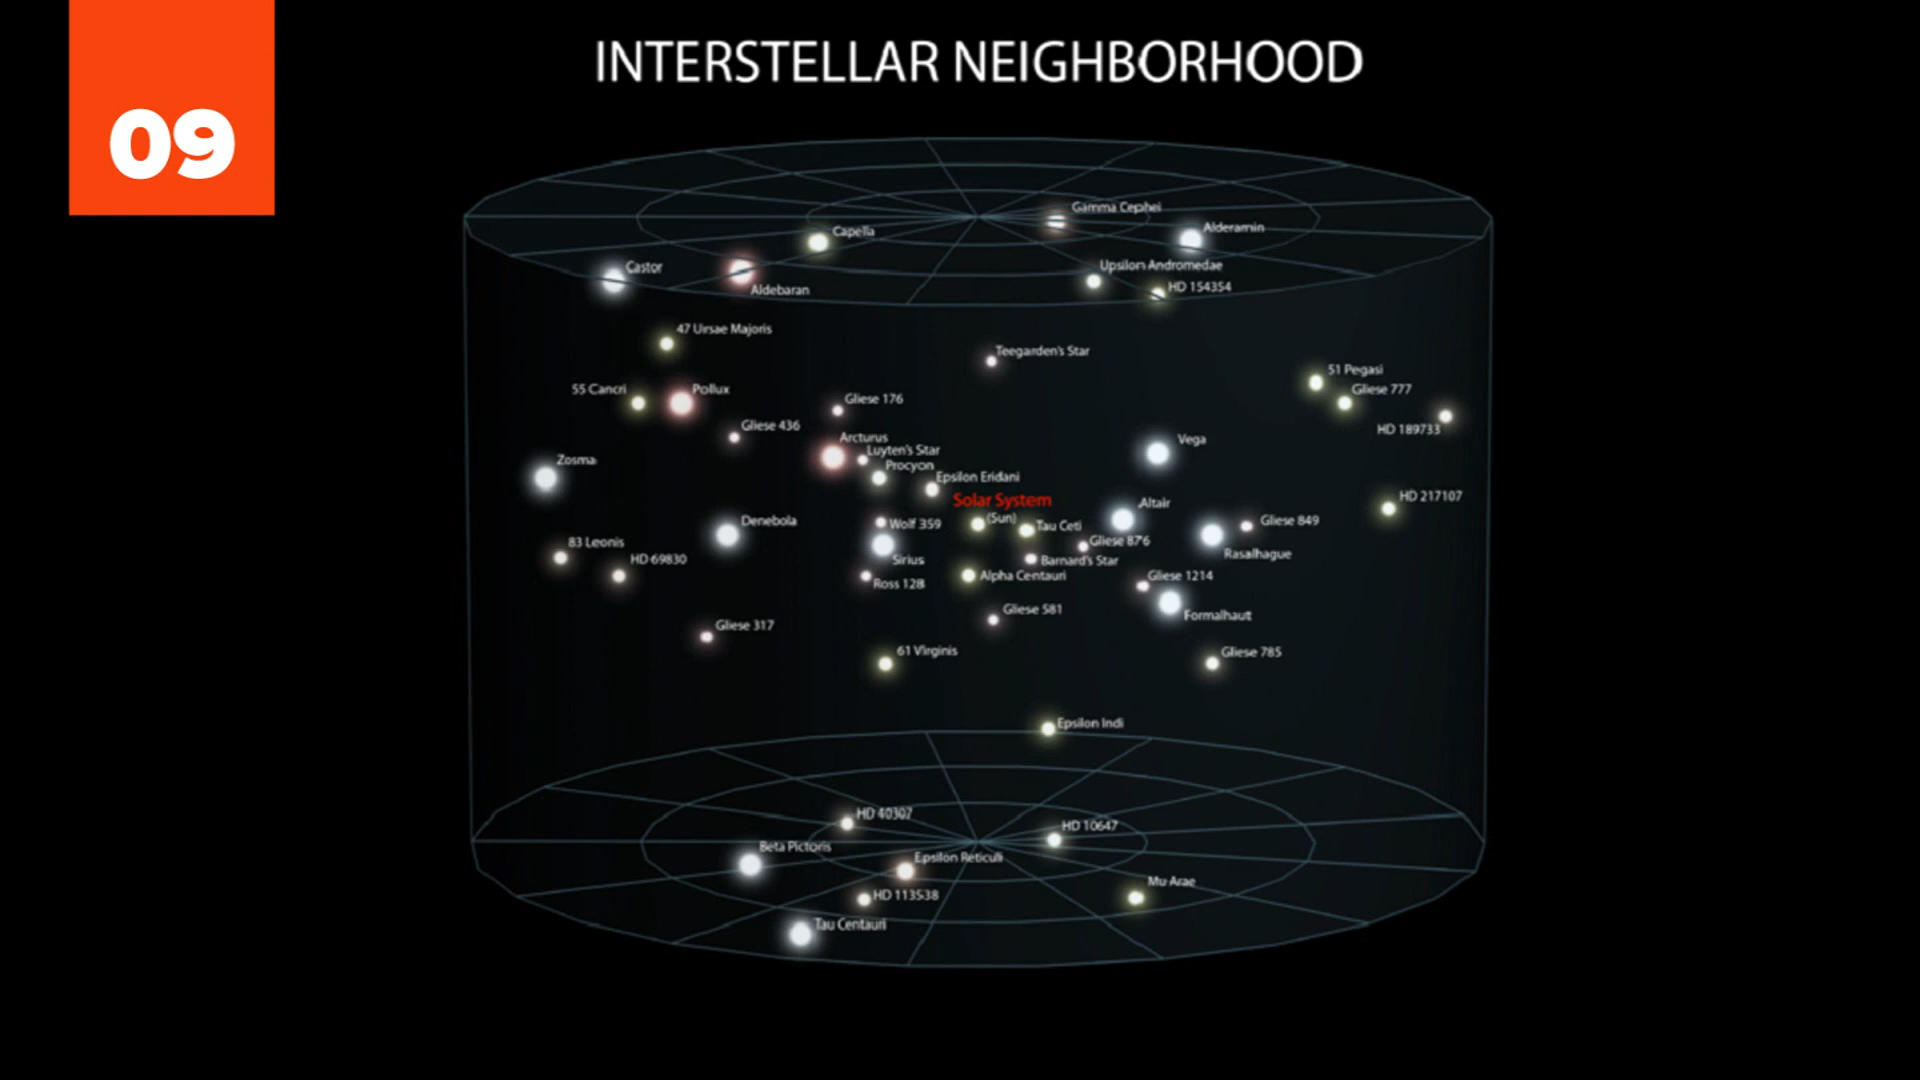 09
INTERSTELLAR NEIGHBORHOOD
Gamma Cephei
Capella
Alderamin
Castor
Upsilon Andromedae
Aldebaran
HD 154354
47 Uirsae Majoris
Teegarden's Star
51 Pegasi
55 Cancri
Pollux
Gliese 777
Gliese 176
Gliese 436
HD 189733
Arcturus
Vega
Luyten's Star
Zosma
Procyon
Epsilon Eridani
HD 217107
Solar System
Altair
(Sun)
Denebola
Wolf 359
Tau Ceti
Gliese 849
83 Leonis
Gliese 876
Rasalhague
HD 69830
Sirius
Barnard's Star
Ross 128
Alpha Centauri
Gliese 1214
Gliese 581
Formalhaut
Gliese 317
61 Virginis
Gliese 785
Epsilon Indi
HD 40307
HD 10647
Beta Pictoris
Epsilon Reticuli
Mu Arae
HD 113538
Tau Centauri